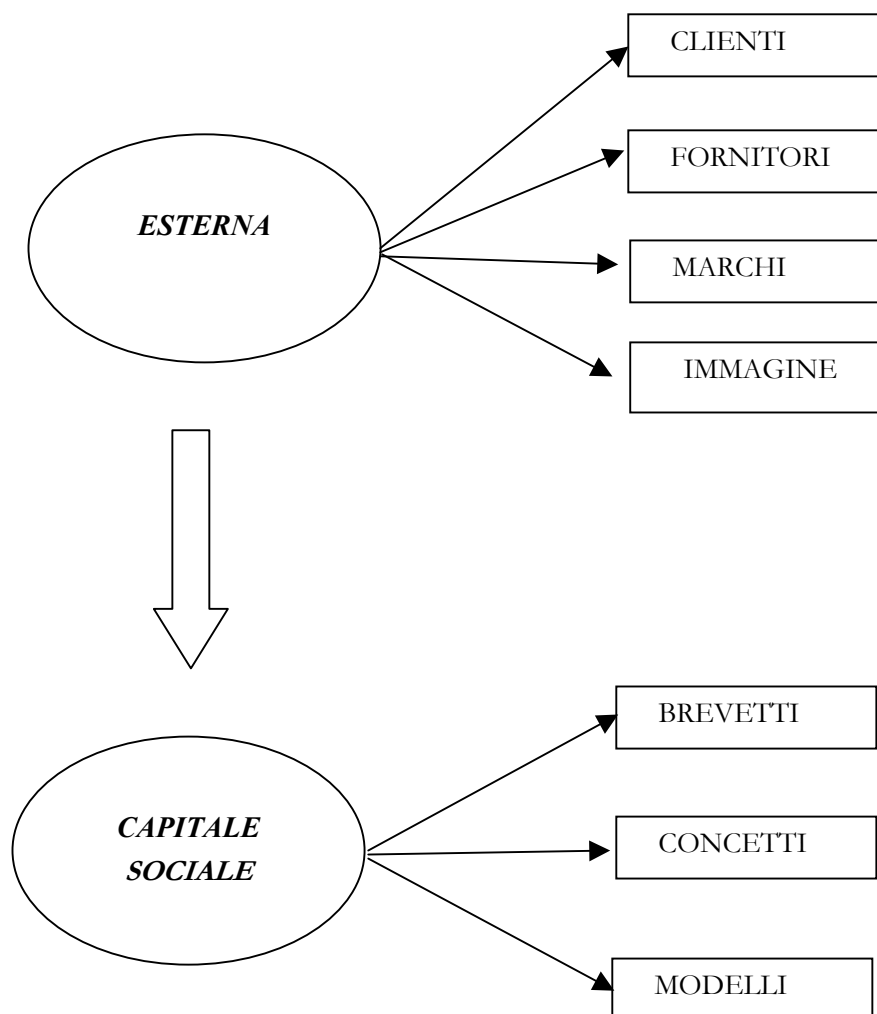 CLIENTI
FORNITORI
ESTERNA
MARCHI
IMMAGINE
BREVETTI
CAPITALE
SOCIALE
CONCETTI
MODELLI